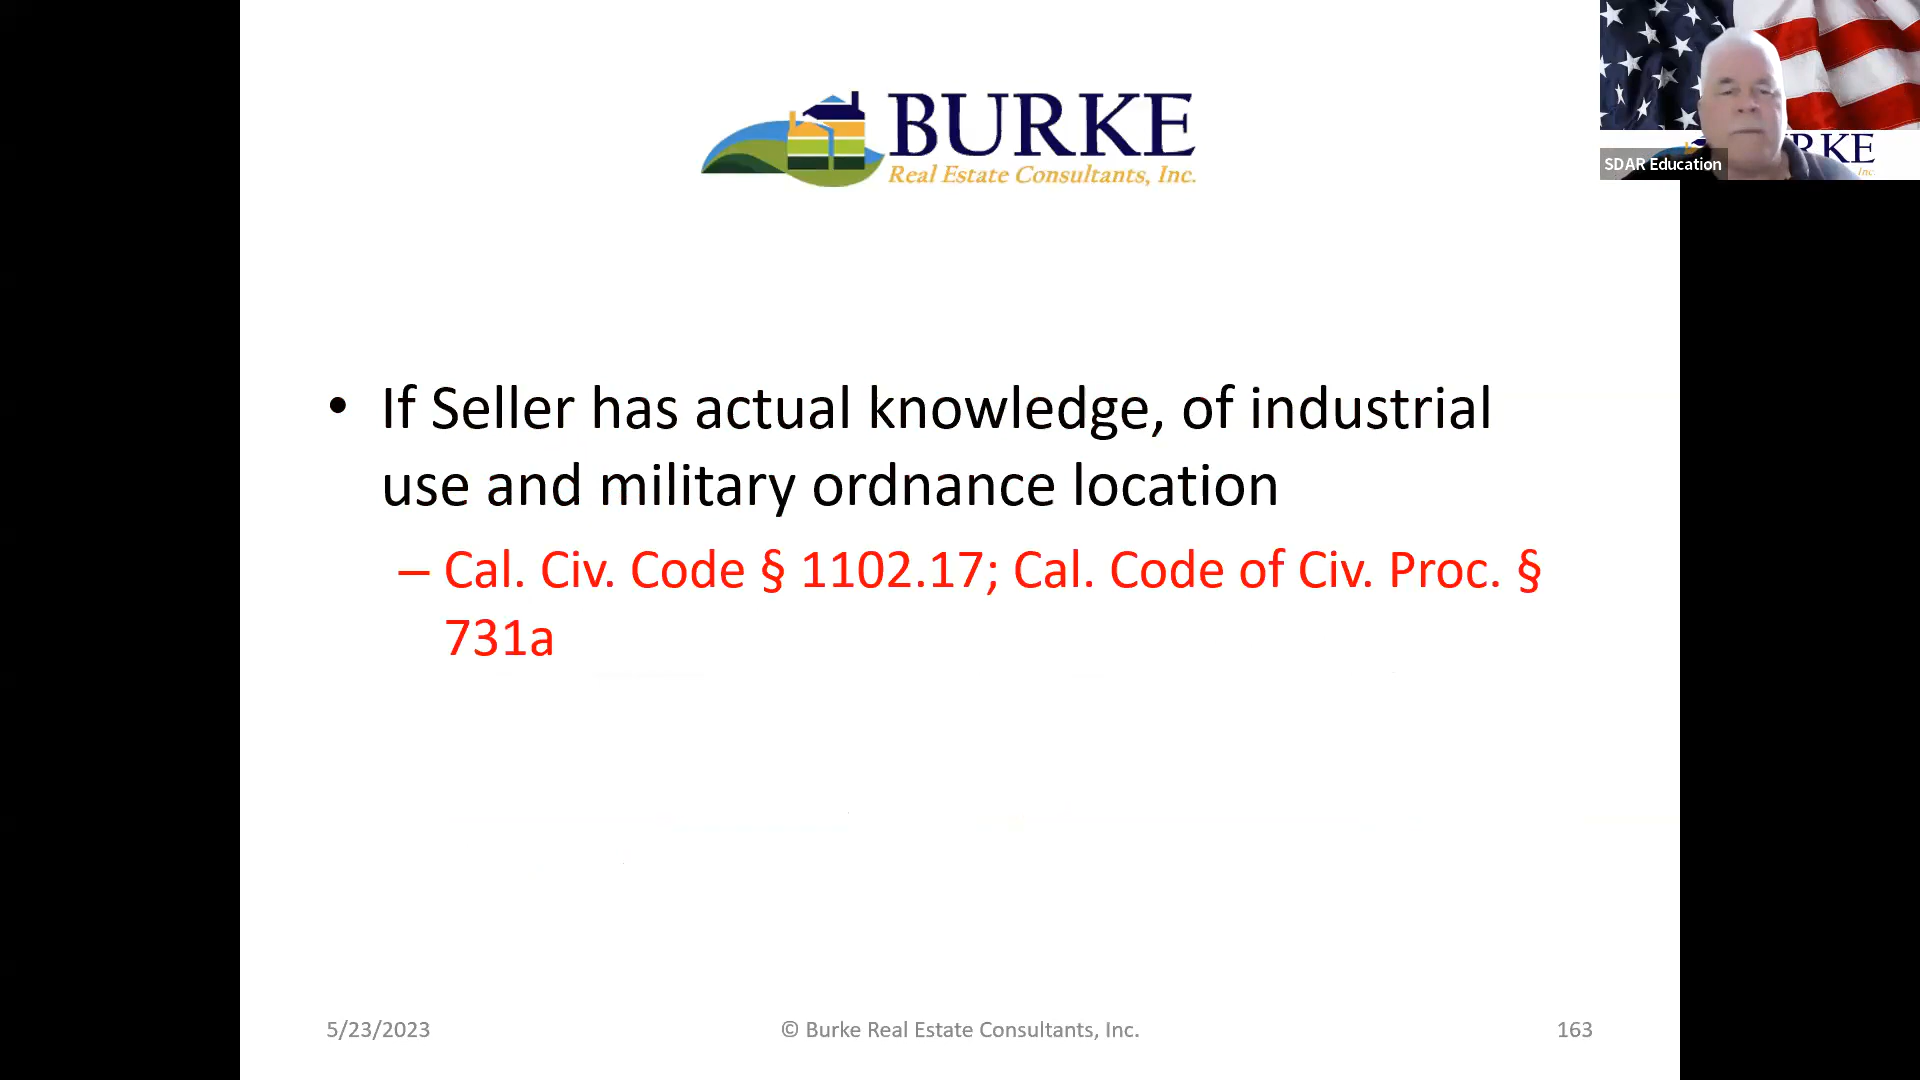 BURKE
Real Estate Consultants, Inc.
RKE
Inc.
SDAR Education
• If Seller has actual knowledge, of industrial
use and military ordnance location
– Cal. Civ. Code § 1102.17; Cal. Code of Civ. Proc. §
731a
5/23/2023
© Burke Real Estate Consultants, Inc.
163